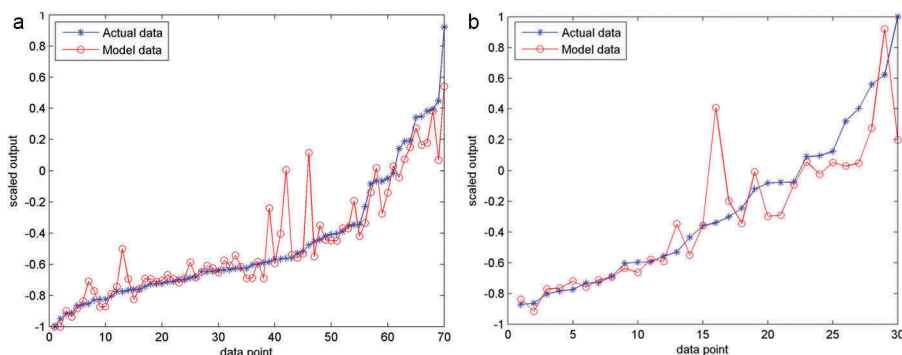 a
Actual data
Model data
scaled output
1
0.8
0.6
0.4
0.2
0
-0.2
-0.4
-0.6
-0.8
-1
0 10 20 30 40 50 60 70
data point
b
Actual data
Model data
scaled output
1
0.8
0.6
0.4
0.2
0
-0.2
-0.4
-0.6
-0.8
-1
0 5 10 15 20 25 30
data point